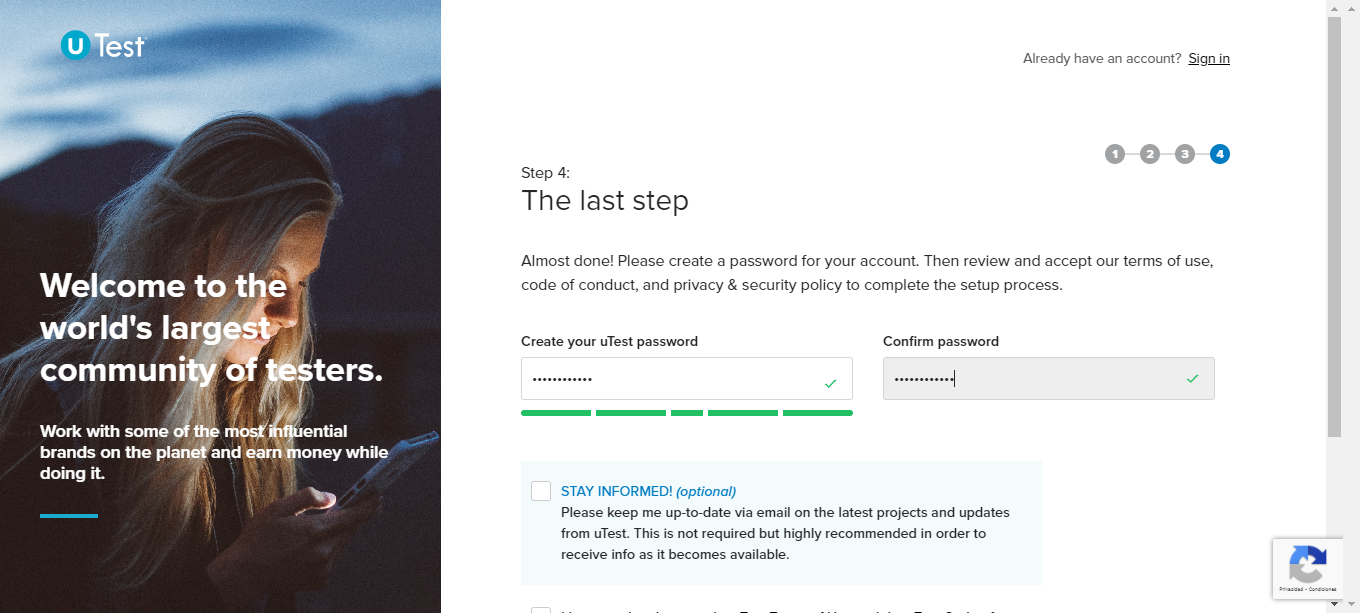 U Test
Already have an account? Sign in
1 2 3 4
Step 4:
The last step
Almost done! Please create a password for your account. Then review and accept our terms of use,
code of conduct, and privacy & security policy to complete the setup process.
Create your uTest password
Confirm password
••••••••••••
••••••••••••
STAY INFORMED! (optional)
Please keep me up-to-date via email on the latest projects and updates
from uTest. This is not required but highly recommended in order to
receive info as it becomes available.
Welcome to the
world's largest
community of testers.
Work with some of the most influential
brands on the planet and earn money while
doing it.
Privacidad - Condiciones